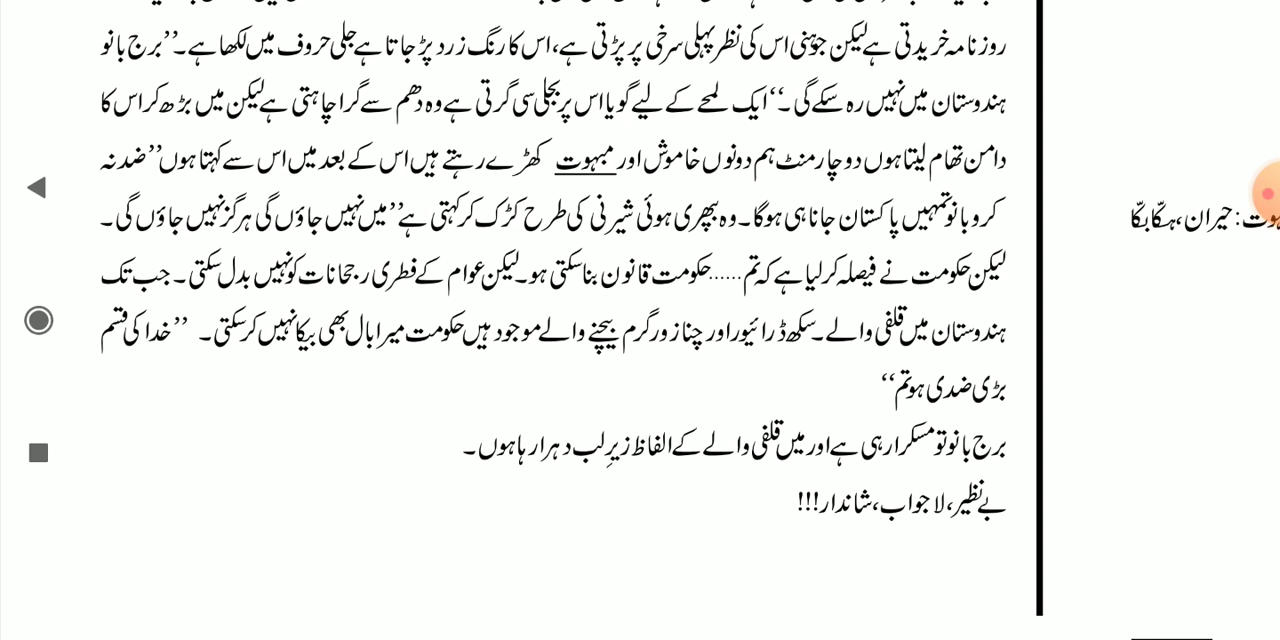 روزنامہ خریدتی ہے لیکن جونہی اس کی نظر پہلی سرخی پر پڑتی ہے، اس کا رنگ زرد پڑ جاتا ہے جلی حروف میں لکھا ہے۔’’برج بانو
ہندوستان میں نہیں رہ سکے گی۔‘‘ ایک لمحے کے لیے گویا اس پر بجلی سی گرتی ہے وہ دھم سے گرا چاہتی ہے لیکن میں بڑھ کر اس کا
دامن تھام لیتا ہوں دو چار منٹ ہم دونوں خاموش اور مبہوت کھڑے رہتے ہیں اس کے بعد میں اس سے کہتا ہوں’’ضد نہ
کرو بانو تمہیں پاکستان جانا ہی ہوگا۔ وہ بپھری ہوئی شیرنی کی طرح کڑک کر کہتی ہے’’میں نہیں جاؤں گی ہرگز نہیں جاؤں گی۔
ہوت: حیران، ہکّا بکّا
لیکن حکومت نے فیصلہ کر لیا ہے کہ تم......حکومت قانون بنا سکتی ہو۔لیکن عوام کے فطری رجحانات کو نہیں بدل سکتی۔ جب تک
ہندوستان میں قلفی والے۔ سکھ ڈرائیور اور چنا زور گرم بیچنے والے موجود ہیں حکومت میرا بال بھی بیکا نہیں کر سکتی۔ ’’خدا کی قسم
بڑی ضدی ہو تم‘‘
برج بانو تو مسکرا رہی ہے اور میں قلفی والے کے الفاظ زیرِ لب دہرا رہا ہوں۔
بے نظیر، لاجواب، شاندار!!!